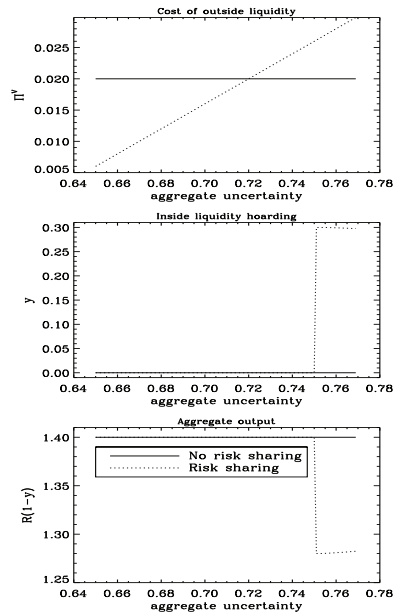 Cost of outside liquidity
0.025
0.020
0.015
0.010
0.005
Π^V
0.64 0.66 0.68 0.70 0.72 0.74 0.76 0.78
aggregate uncertainty
Inside liquidity hoarding
0.30
0.25
0.20
0.15
0.10
0.05
0.00
y
0.64 0.66 0.68 0.70 0.72 0.74 0.76 0.78
aggregate uncertainty
Aggregate output
1.40
1.35
1.30
1.25
R(1-y)
No risk sharing
Risk sharing
0.64 0.66 0.68 0.70 0.72 0.74 0.76 0.78
aggregate uncertainty